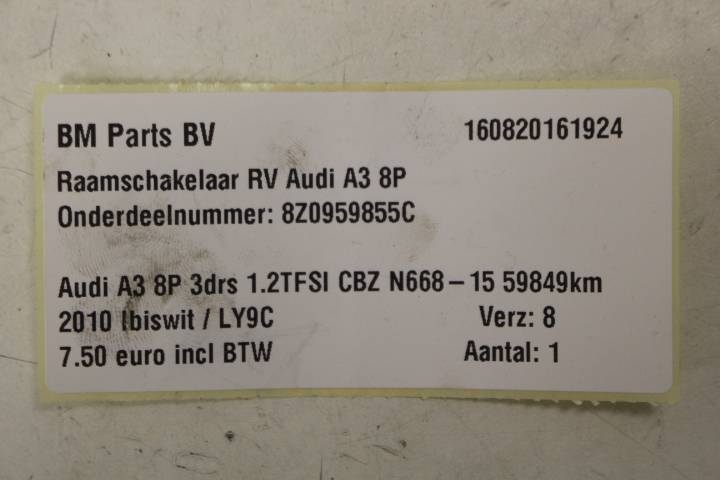 BM Parts BV 160820161924
Raamschakelaar RV Audi A3 8P
Onderdeelnummer: 8Z0959855C
Audi A3 8P 3drs 1.2TFSI CBZ N668-15 59849km
2010 Ibiswit / LY9C Verz: 8
7.50 euro incl BTW Aantal: 1